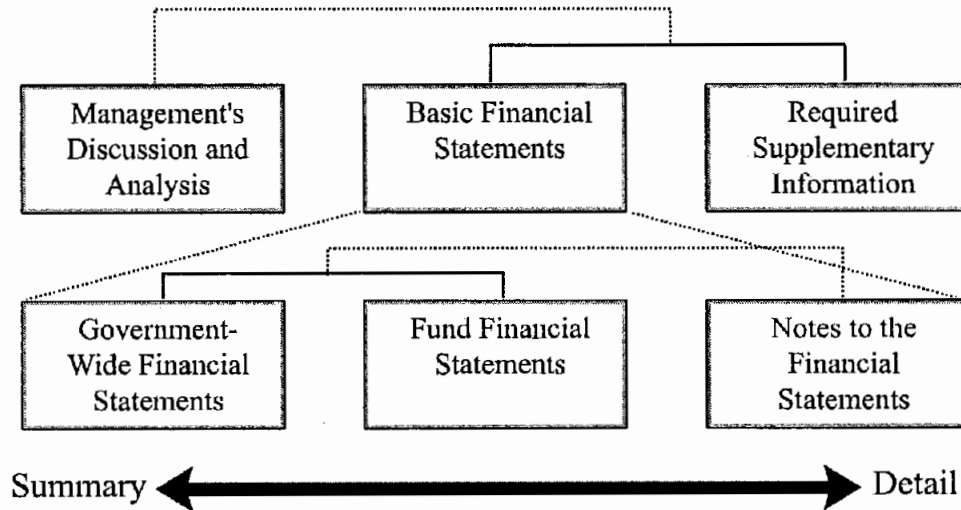 Management's
Discussion and
Analysis
Basic Financial
Statements
Required
Supplementary
Information
Government-
Wide Financial
Statements
Fund Financial
Statements
Notes to the
Financial
Statements
Summary
Detail